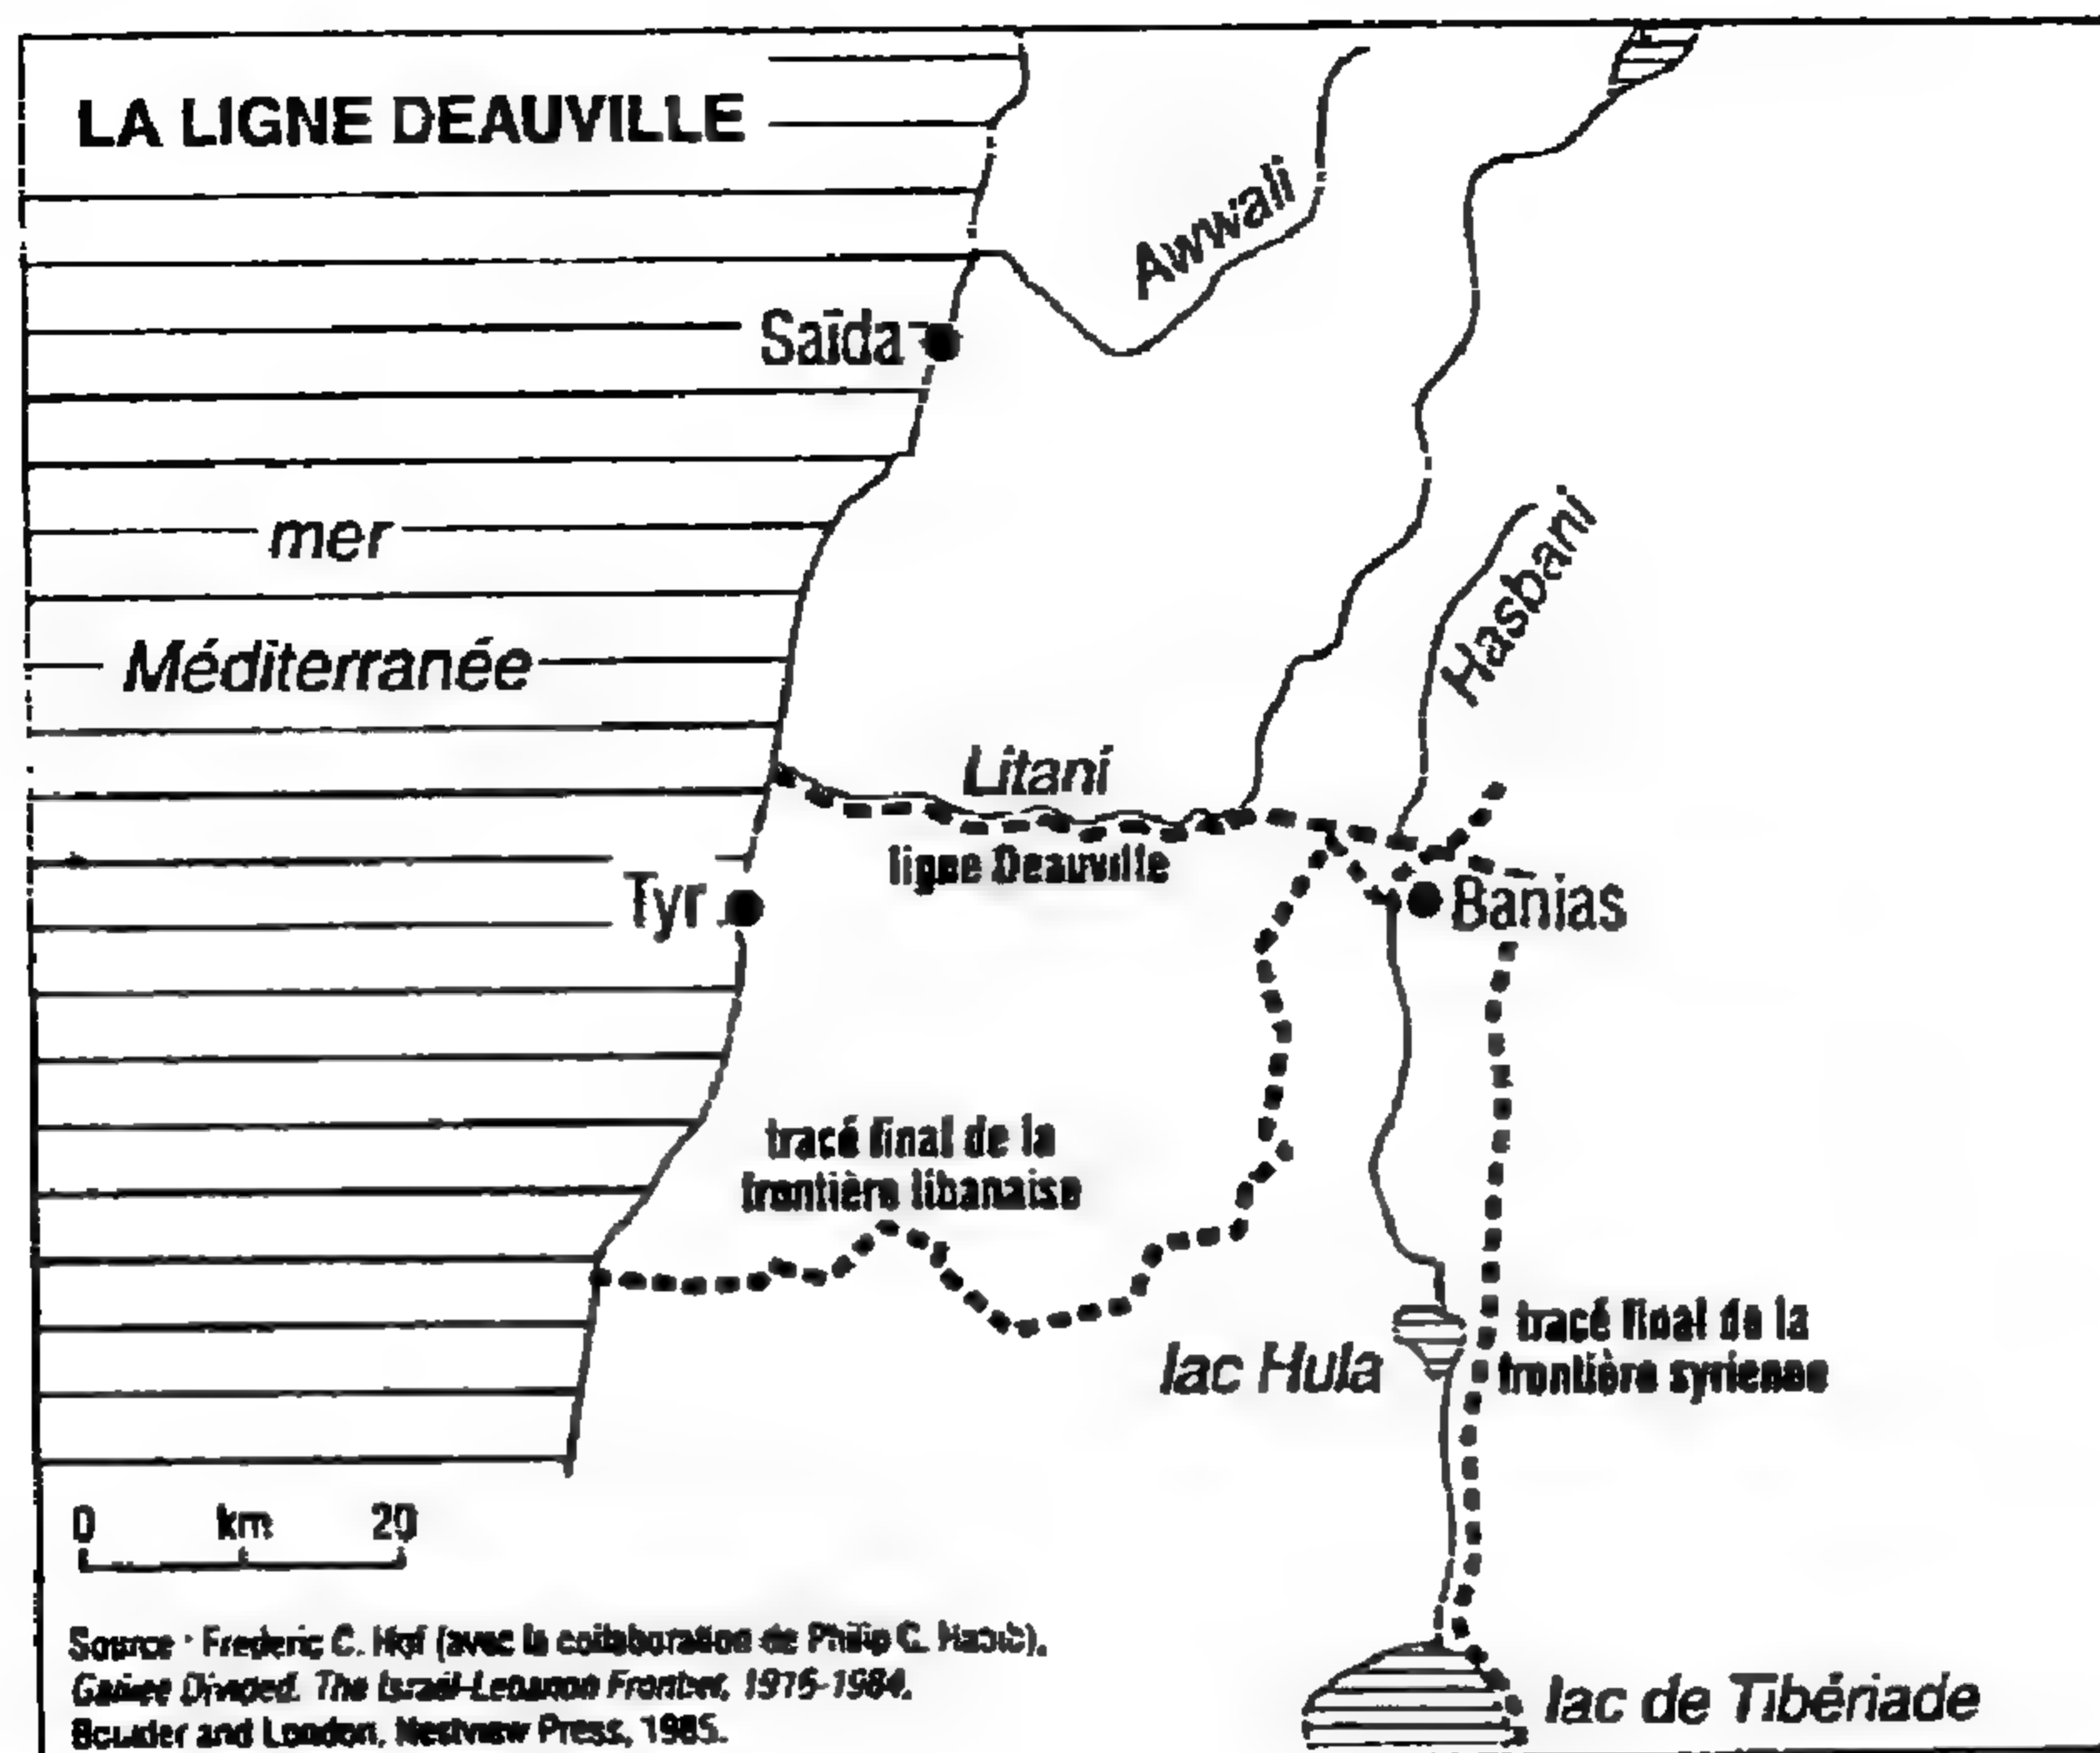 LA LIGNE DEAUVILLE
Awwali
Saïda
mer
Hasbani
Méditerranée
Litani
ligne Deauville
Tyr
Banias
tracé final de la
frontière libanaise
tracé final de la
frontière syrienne
lac Hula
0 km 20
Source : Frederic C. Hof (avec la collaboration de Philip C. Habib),
Galilee Divided. The Israel-Lebanon Frontier, 1916-1984,
Boulder and London, Westview Press, 1985.
lac de Tibériade